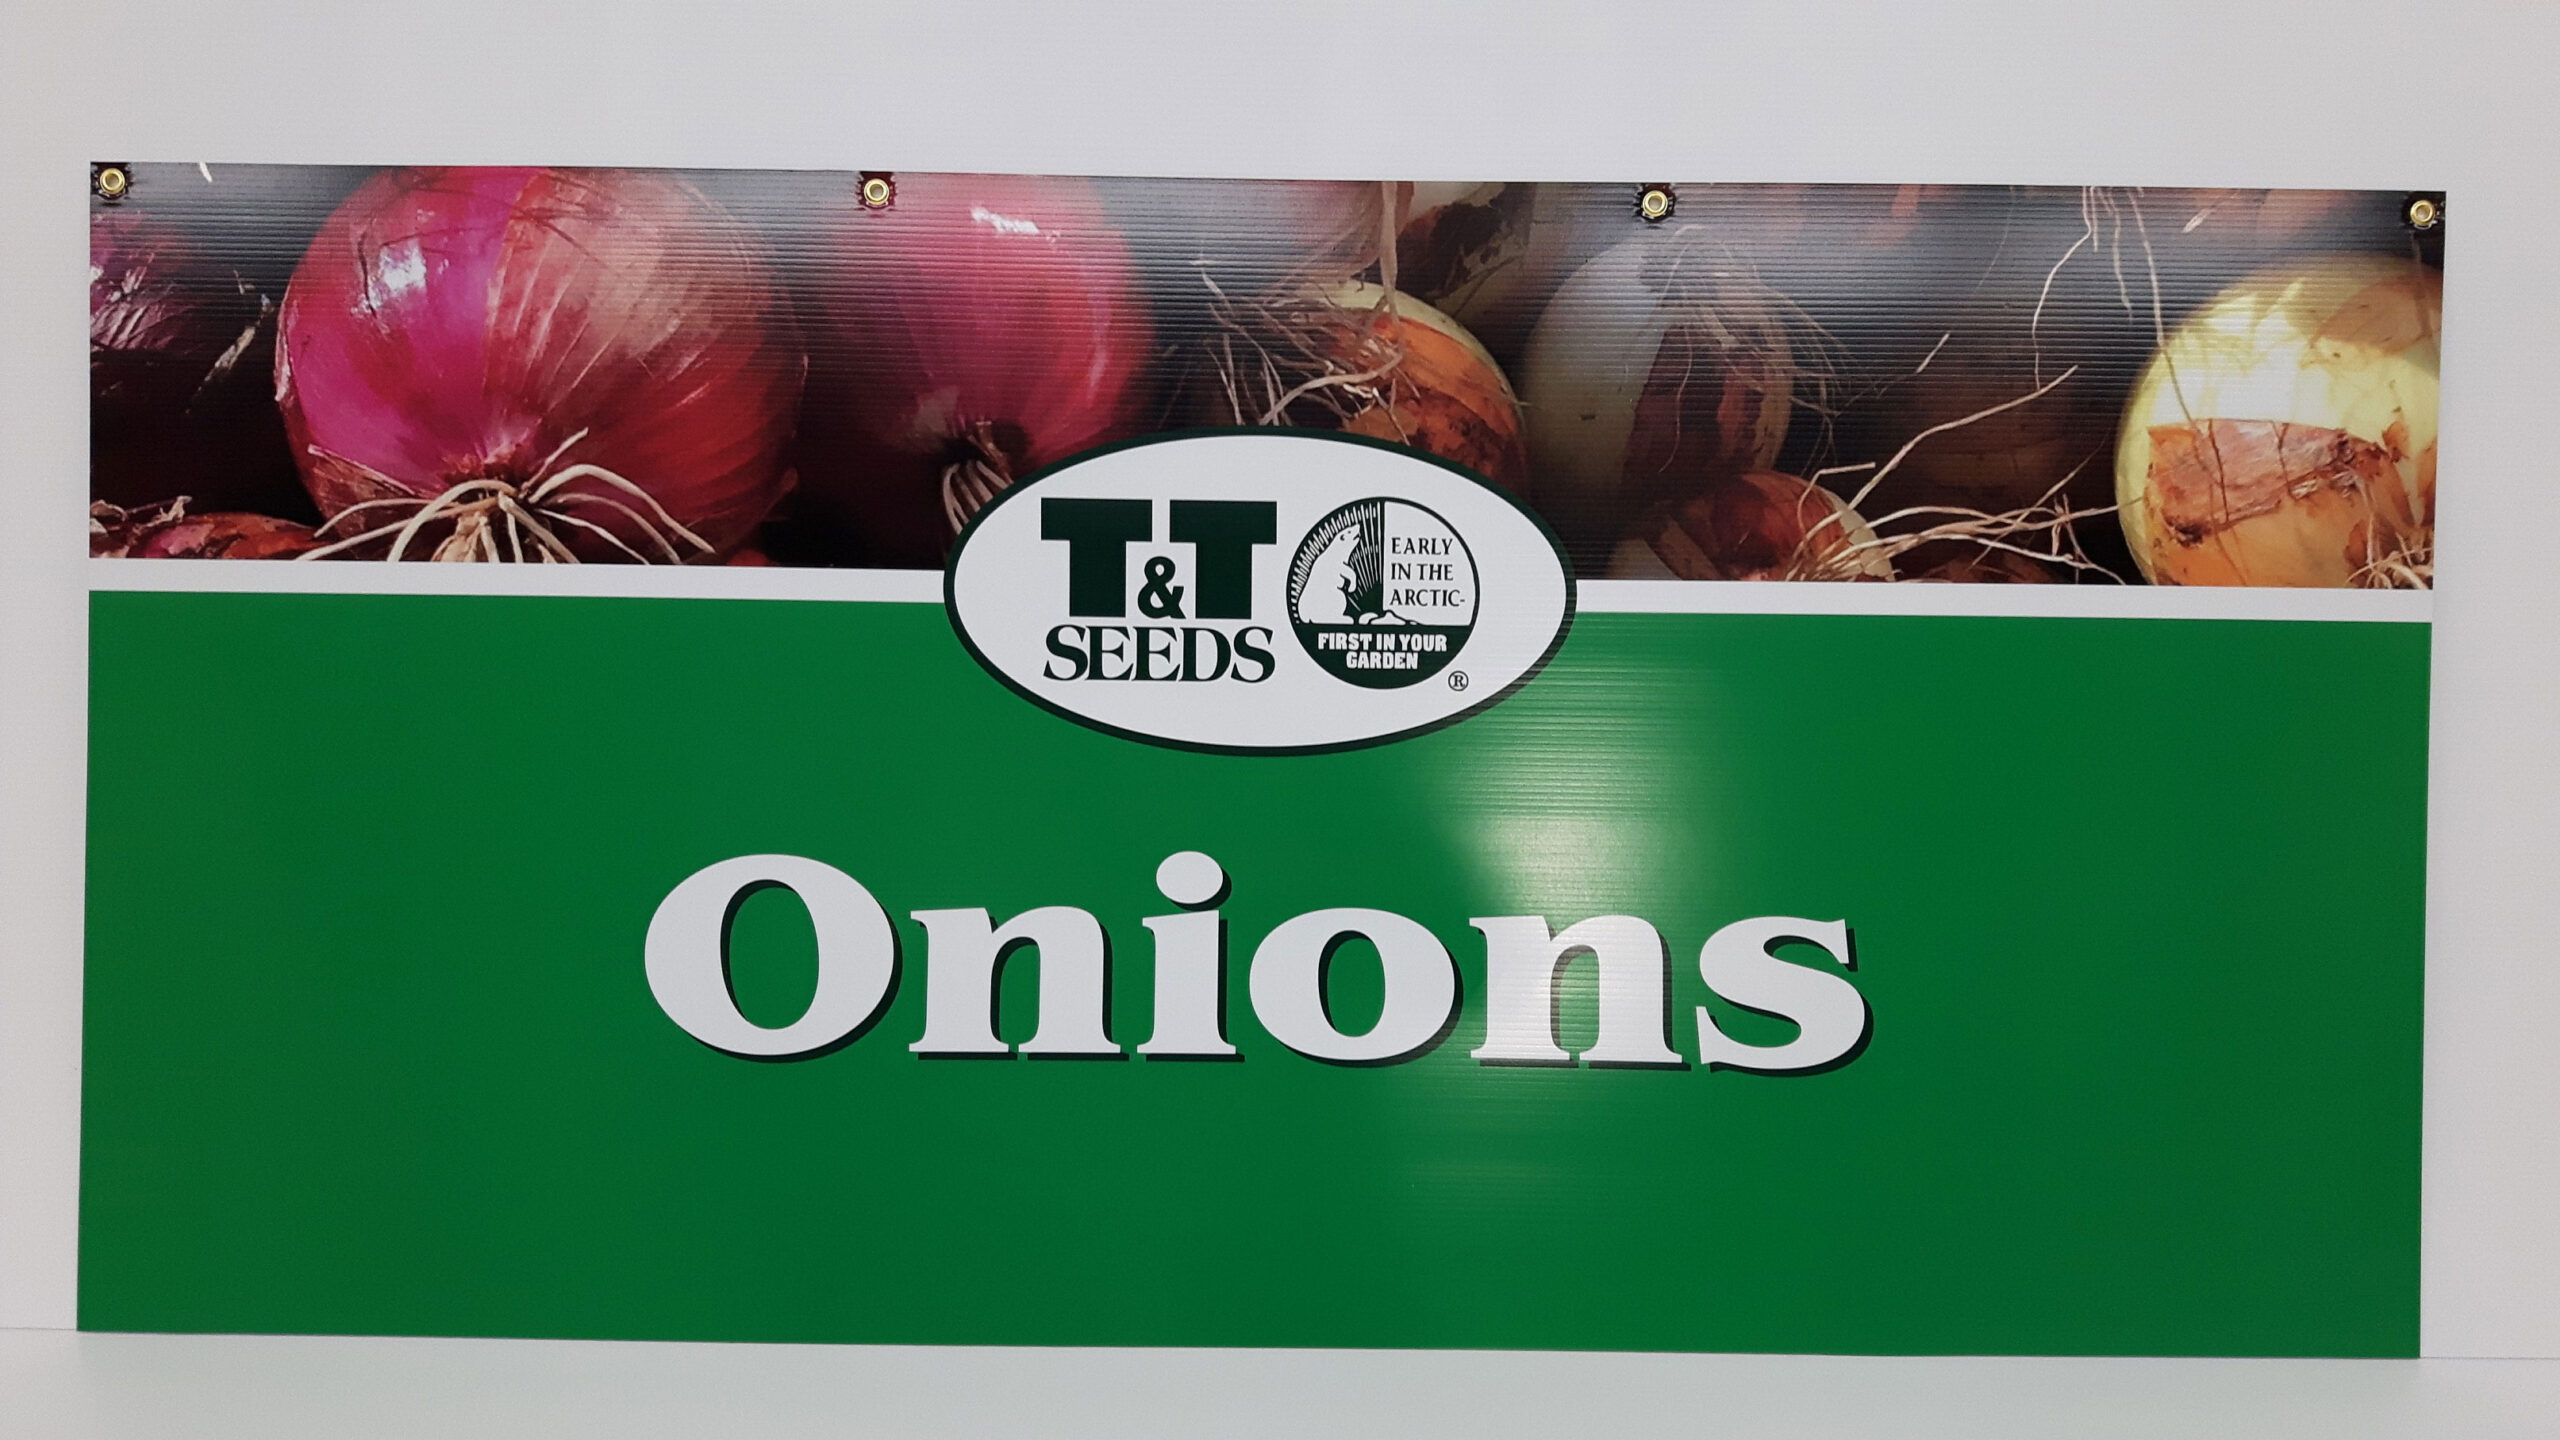 T&T
SEEDS
EARLY
IN THE
ARCTIC-
FIRST IN YOUR
GARDEN
®
Onions